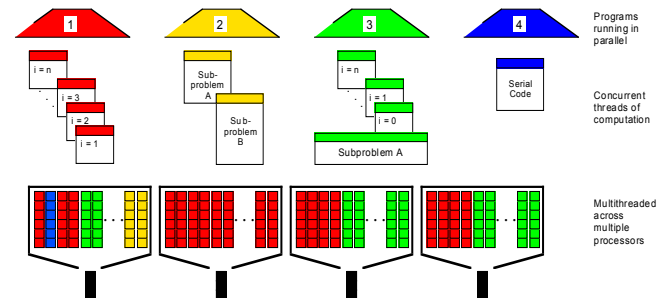 1
2
3
4
Programs
running in
parallel
i = n
i = 3
i = 2
i = 1
Sub-
problem
A
Sub-
problem
B
i = n
i = 1
i = 0
Subproblem A
Serial
Code
Concurrent
threads of
computation
Multithreaded
across
multiple
processors